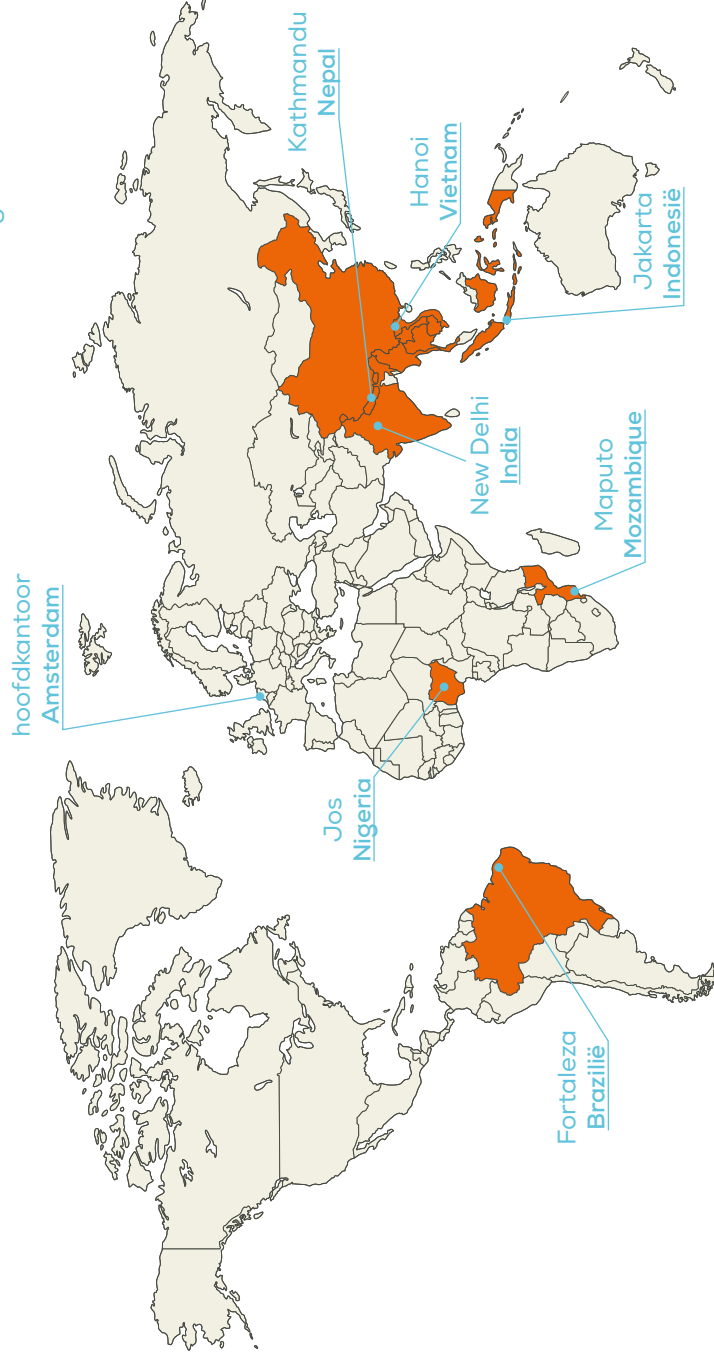 hoofdkantoor
Amsterdam
Kathmandu
Nepal
Hanoi
Vietnam
Jakarta
Indonesië
New Delhi
India
Maputo
Mozambique
Jos
Nigeria
Fortaleza
Brazilië